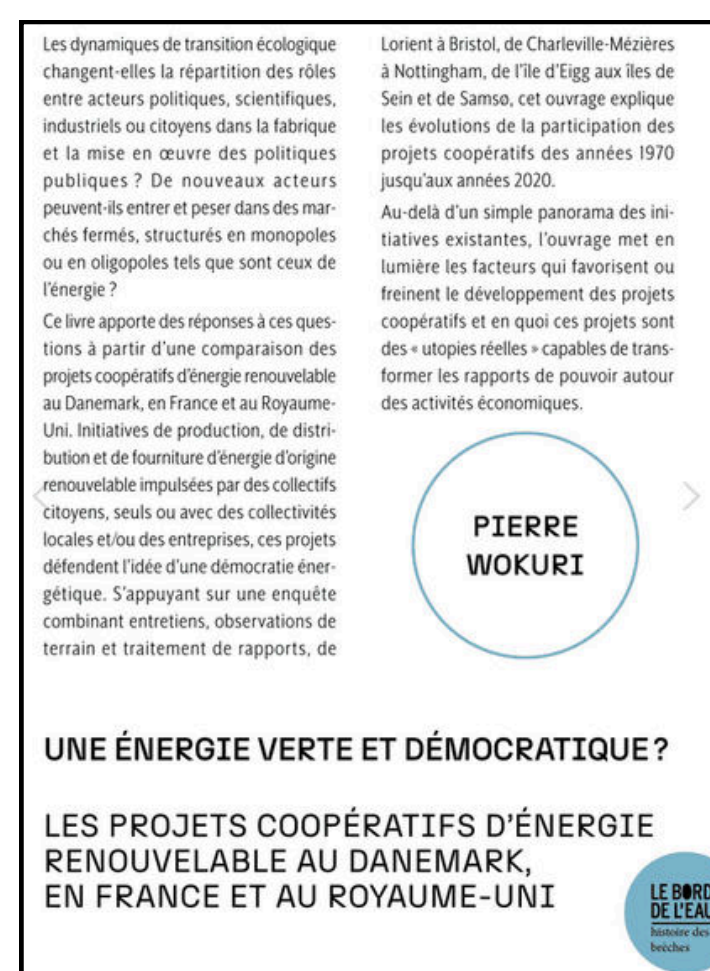 Les dynamiques de transition écologique
changent-elles la répartition des rôles
entre acteurs politiques, scientifiques,
industriels ou citoyens dans la fabrique
et la mise en œuvre des politiques
publiques ? De nouveaux acteurs
peuvent-ils entrer et peser dans des mar-
chés fermés, structurés en monopoles
ou en oligopoles tels que sont ceux de
l'énergie ?
Ce livre apporte des réponses à ces ques-
tions à partir d'une comparaison des
projets coopératifs d'énergie renouvelable
au Danemark, en France et au Royaume-
Uni. Initiatives de production, de distri-
bution et de fourniture d'énergie d'origine
renouvelable impulsées par des collectifs
citoyens, seuls ou avec des collectivités
locales et/ou des entreprises, ces projets
défendent l'idée d'une démocratie éner-
gétique. S'appuyant sur une enquête
combinant entretiens, observations de
terrain et traitement de rapports, de
Lorient à Bristol, de Charleville-Mézières
à Nottingham, de l'île d'Eigg aux îles de
Sein et de Samsø, cet ouvrage explique
les évolutions de la participation des
projets coopératifs des années 1970
jusqu'aux années 2020.
Au-delà d'un simple panorama des ini-
tiatives existantes, l'ouvrage met en
lumière les facteurs qui favorisent ou
freinent le développement des projets
coopératifs et en quoi ces projets sont
des « utopies réelles » capables de trans-
former les rapports de pouvoir autour
des activités économiques.
PIERRE
WOKURI
UNE ÉNERGIE VERTE ET DÉMOCRATIQUE ?
LES PROJETS COOPÉRATIFS D'ÉNERGIE
RENOUVELABLE AU DANEMARK,
EN FRANCE ET AU ROYAUME-UNI
LE BORD
DE L'EAU
histoire des
brèches